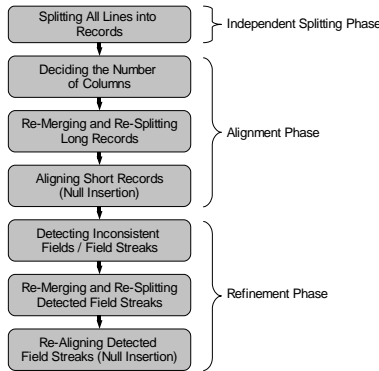 Splitting All Lines into
Records
Independent Splitting Phase
Deciding the Number
of Columns
Re-Merging and Re-Splitting
Long Records
Alignment Phase
Aligning Short Records
(Null Insertion)
Detecting Inconsistent
Fields / Field Streaks
Re-Merging and Re-Splitting
Detected Field Streaks
Refinement Phase
Re-Aligning Detected
Field Streaks (Null Insertion)